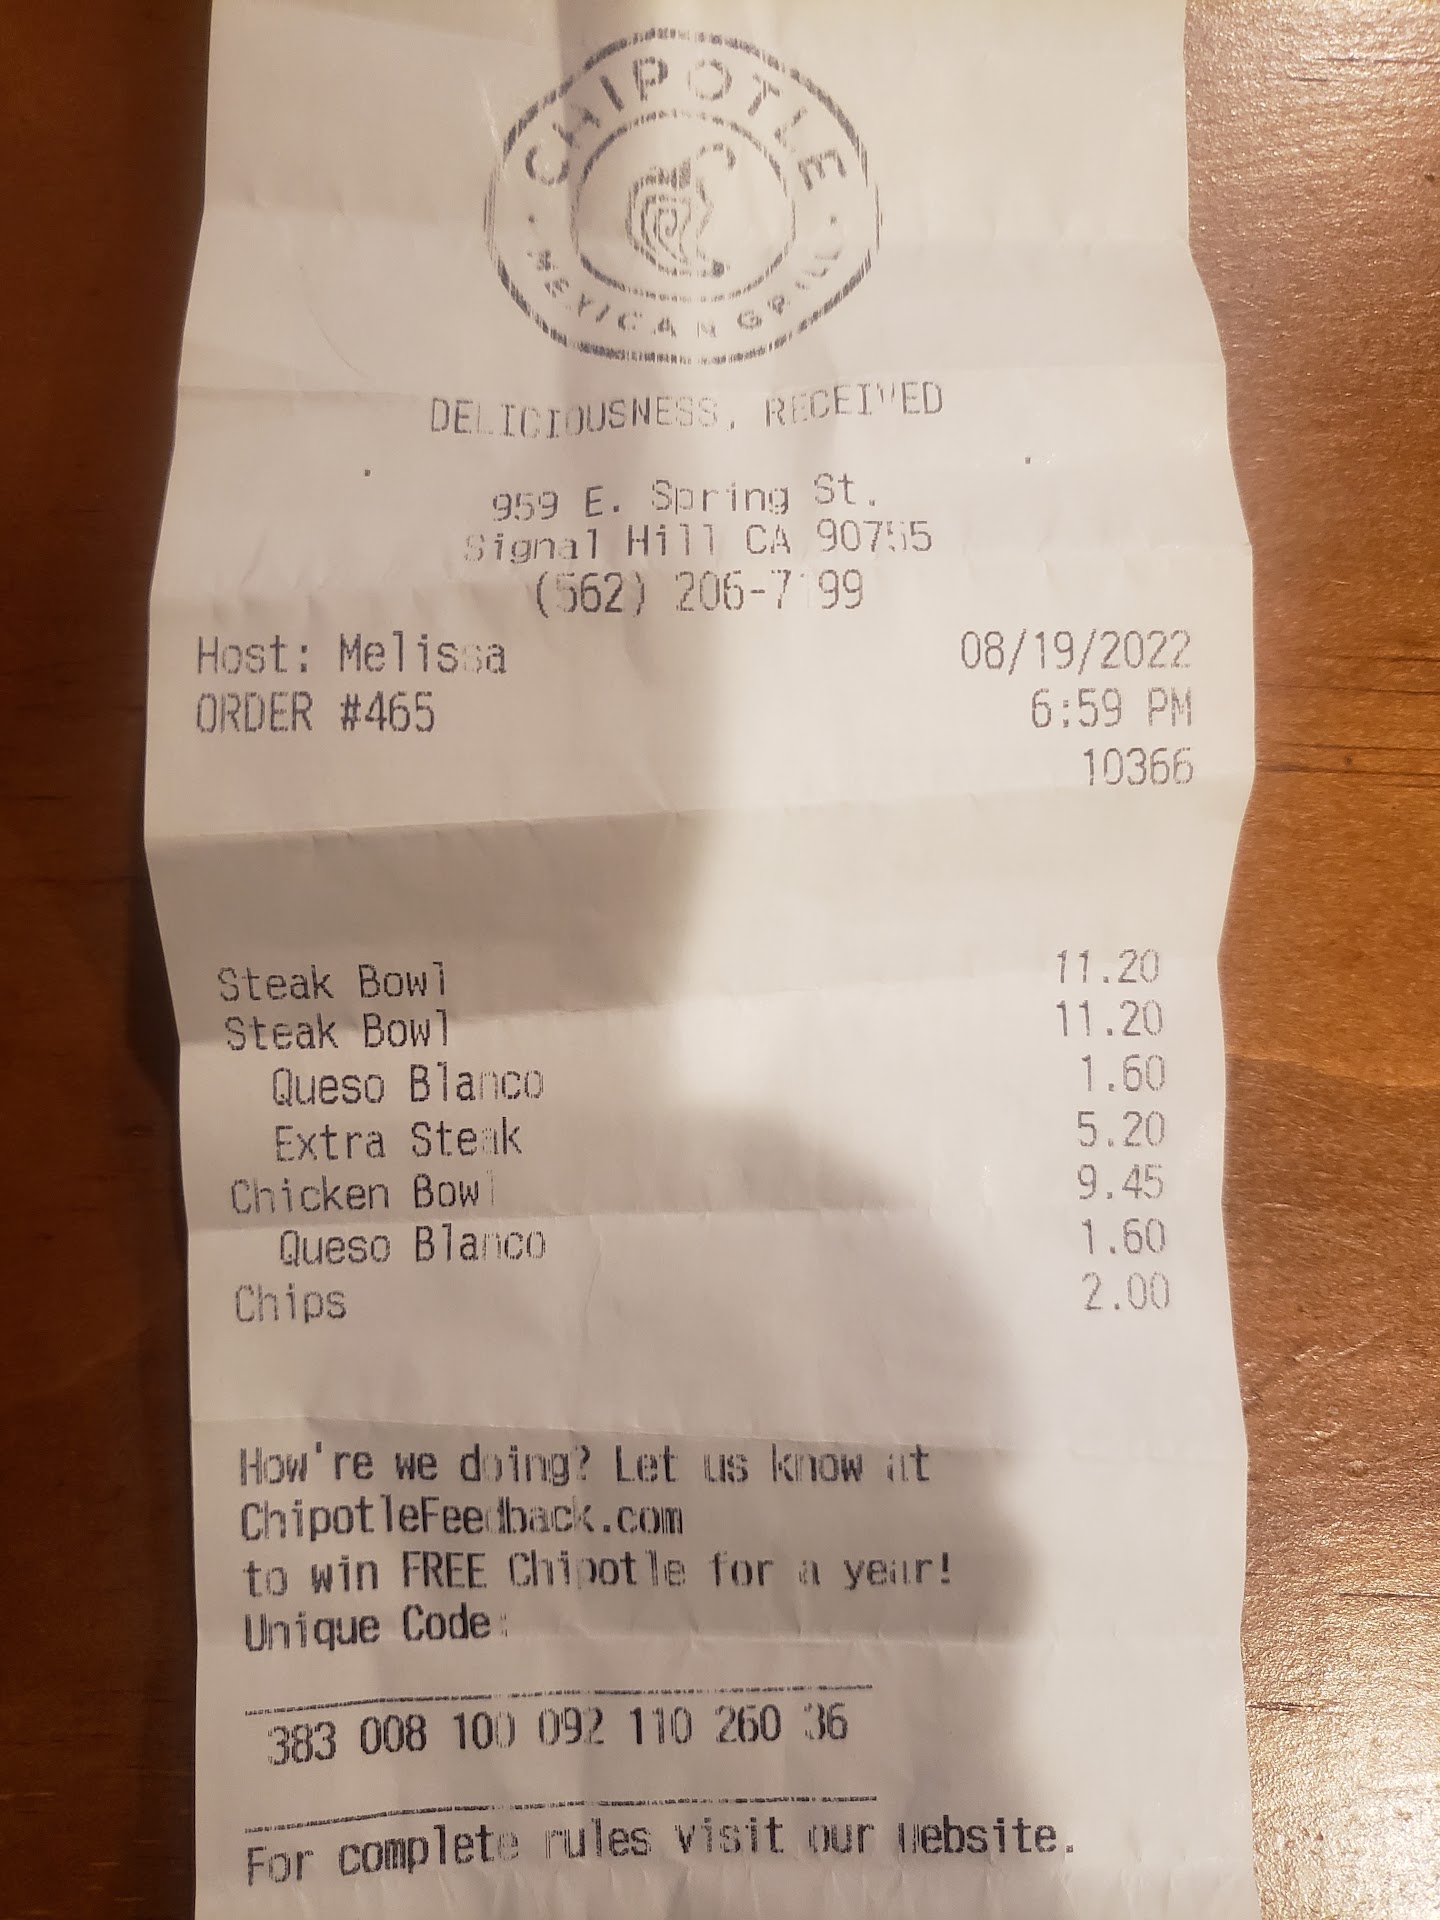 CHIPOTLE
MEXICAN GRILL
DELICIOUSNESS, RECEIVED
959 E. Spring St.
Signal Hill CA 90755
(562) 206-7 99
Host: Melissa 08/19/2022
ORDER #465 6:59 PM
10366
Steak Bowl 11.20
Steak Bowl 11.20
Queso Blanco 1.60
Extra Steak 5.20
Chicken Bowl 9.45
Queso Blanco 1.60
Chips 2.00
How're we doing? Let us know at
ChipotleFeedback.com
to win FREE Chipotle for a year!
Unique Code:
383 008 100 092 110 260 36
For complete rules visit our website.